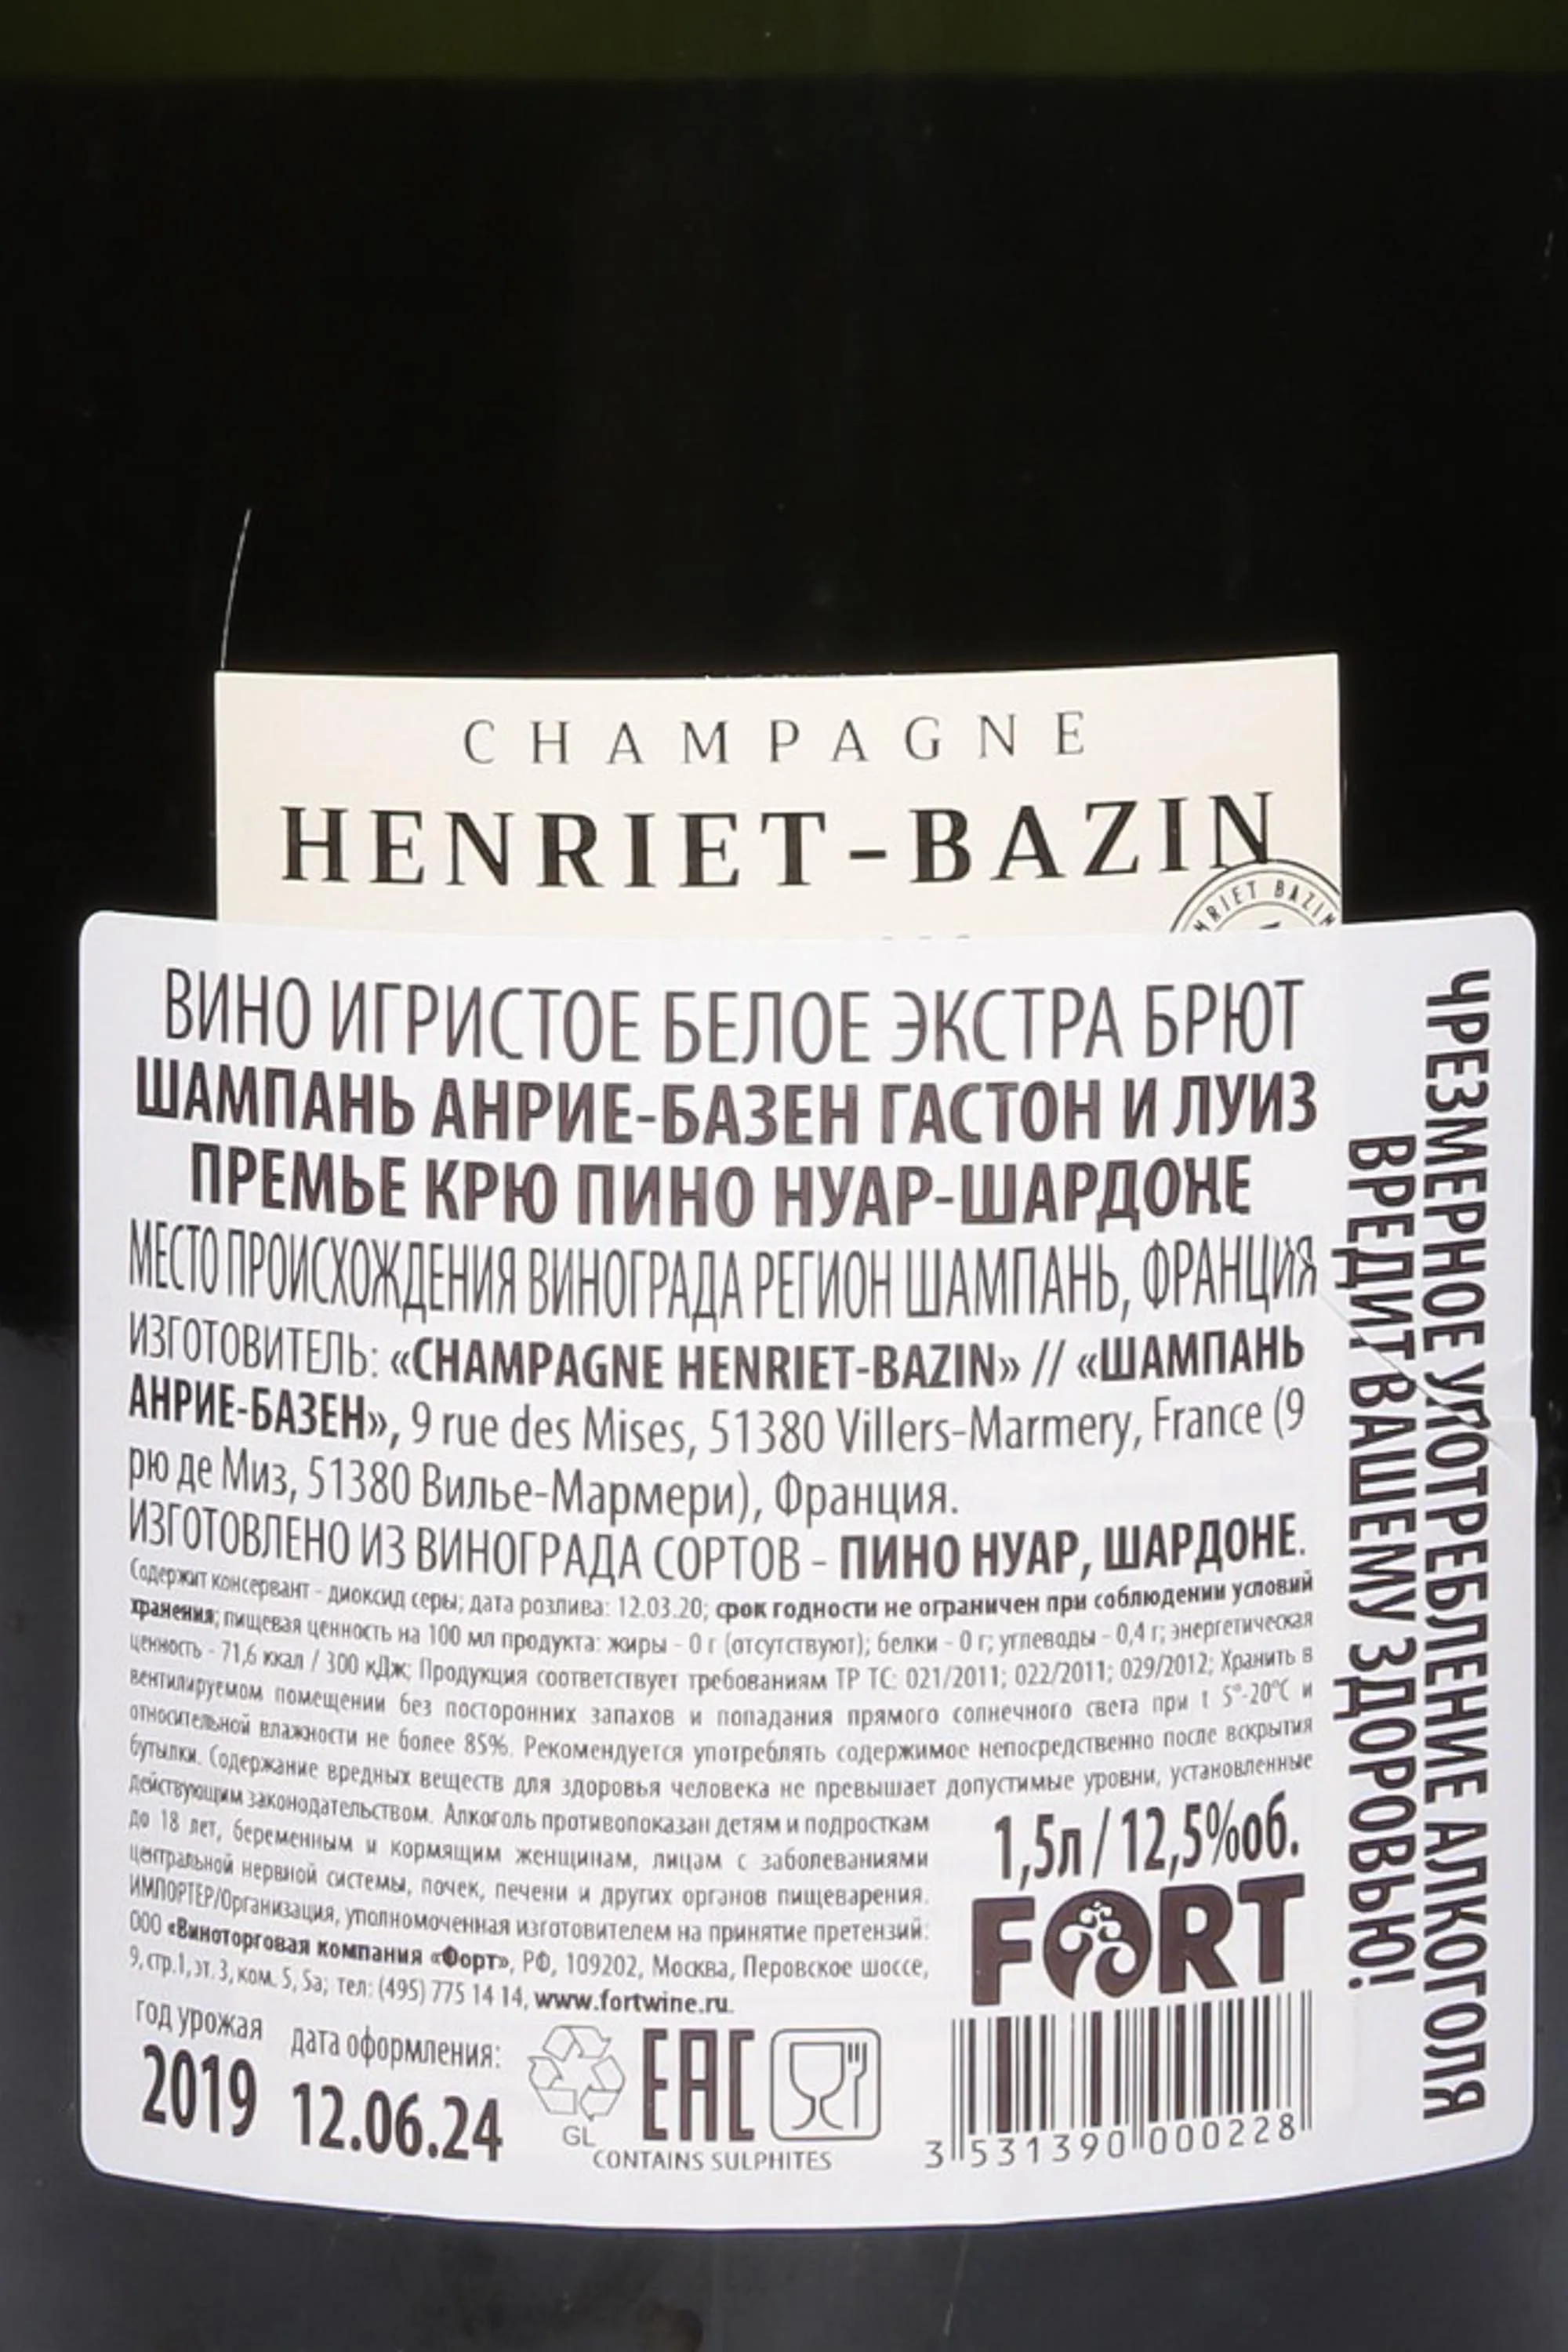 CHAMPAGNE
HENRIET-BAZIN
HRIET BAZIN
ВИНО ИГРИСТОЕ БЕЛОЕ ЭКСТРА БРЮТ
ШАМПАНЬ АНРИЕ-БАЗЕН ГАСТОН И ЛУИЗ
ПРЕМЬЕ КРЮ ПИНО НУАР-ШАРДОНЕ
МЕСТО ПРОИСХОЖДЕНИЯ ВИНОГРАДА РЕГИОН ШАМПАНЬ, ФРАНЦИЯ
ИЗГОТОВИТЕЛЬ: «CHAMPAGNE HENRIET-BAZIN» // «ШАМПАНЬ
АНРИЕ-БАЗЕН», 9 rue des Mises, 51380 Villers-Marmery, France (9
рю де Миз, 51380 Вилье-Мармери), Франция.
ИЗГОТОВЛЕНО ИЗ ВИНОГРАДА СОРТОВ - ПИНО НУАР, ШАРДОНЕ.
Содержит консервант - диоксид серы; дата розлива: 12.03.20; срок годности не ограничен при соблюдении условий
хранения; пищевая ценность на 100 мл продукта: жиры - 0 г (отсутствуют); белки - 0 г; углеводы - 0,4 г; энергетическая
ценность - 71,6 ккал / 300 кДж; Продукция соответствует требованиям ТР ТС: 021/2011; 022/2011; 029/2012; Хранить в
вентилируемом помещении без посторонних запахов и попадания прямого солнечного света при t 5°-20°С и
относительной влажности не более 85%. Рекомендуется употреблять содержимое непосредственно после вскрытия
бутылки. Содержание вредных веществ для здоровья человека не превышает допустимые уровни, установленные
действующим законодательством. Алкоголь противопоказан детям и подросткам
до 18 лет, беременным и кормящим женщинам, лицам с заболеваниями
центральной нервной системы, почек, печени и других органов пищеварения.
ИМПОРТЕР/Организация, уполномоченная изготовителем на принятие претензий:
ООО «Виноторговая компания «Форт», РФ, 109202, Москва, Перовское шоссе,
9, стр.1, эт. 3, ком. 5, 5а; тел: (495) 775 14 14, www.fortwine.ru.
1,5л / 12,5%об.
FORT
год урожая
2019
дата оформления:
12.06.24
GL
EAC
CONTAINS SULPHITES
3 531390 000228
ЧРЕЗМЕРНОЕ УПОТРЕБЛЕНИЕ АЛКОГОЛЯ
ВРЕДИТ ВАШЕМУ ЗДОРОВЬЮ!